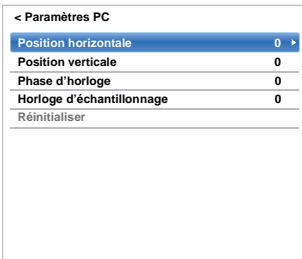 < Paramètres PC
Position horizontale 0
Position verticale 0
Phase d'horloge 0
Horloge d'échantillonnage 0
Réinitialiser